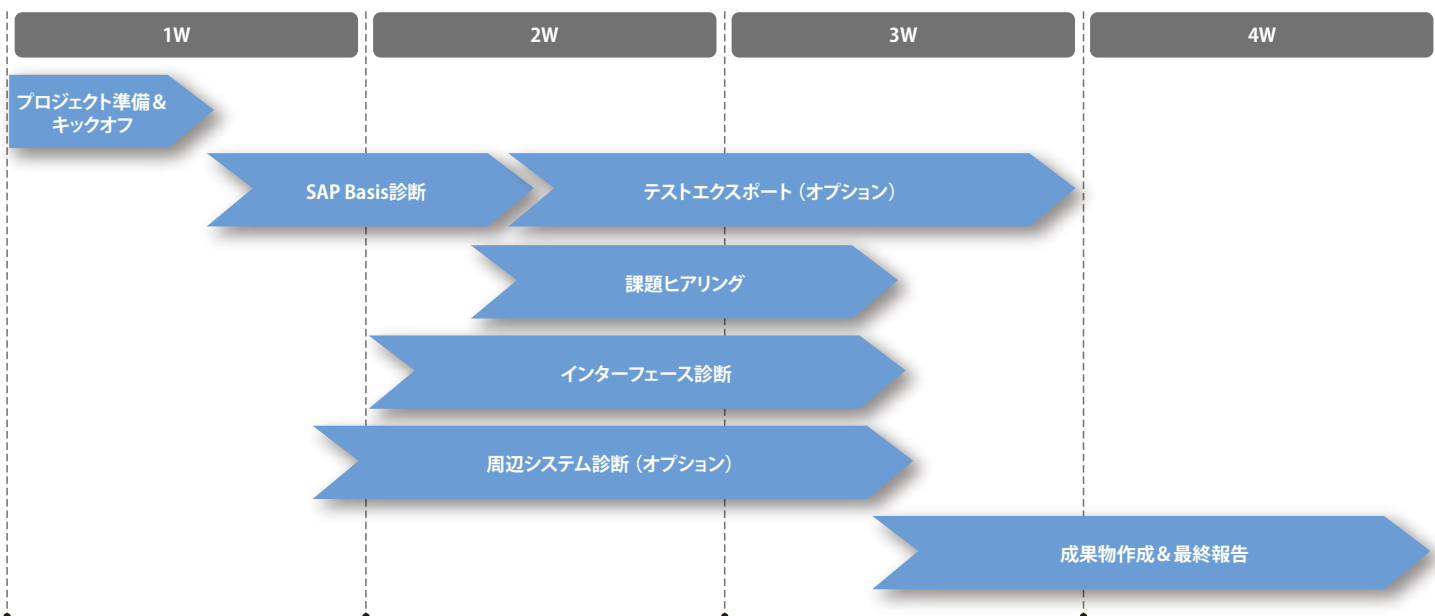 1W
2W
3W
4W
プロジェクト準備＆
キックオフ
SAP Basis診断
テストエクスポート（オプション）
課題ヒアリング
インターフェース診断
周辺システム診断（オプション）
成果物作成＆最終報告